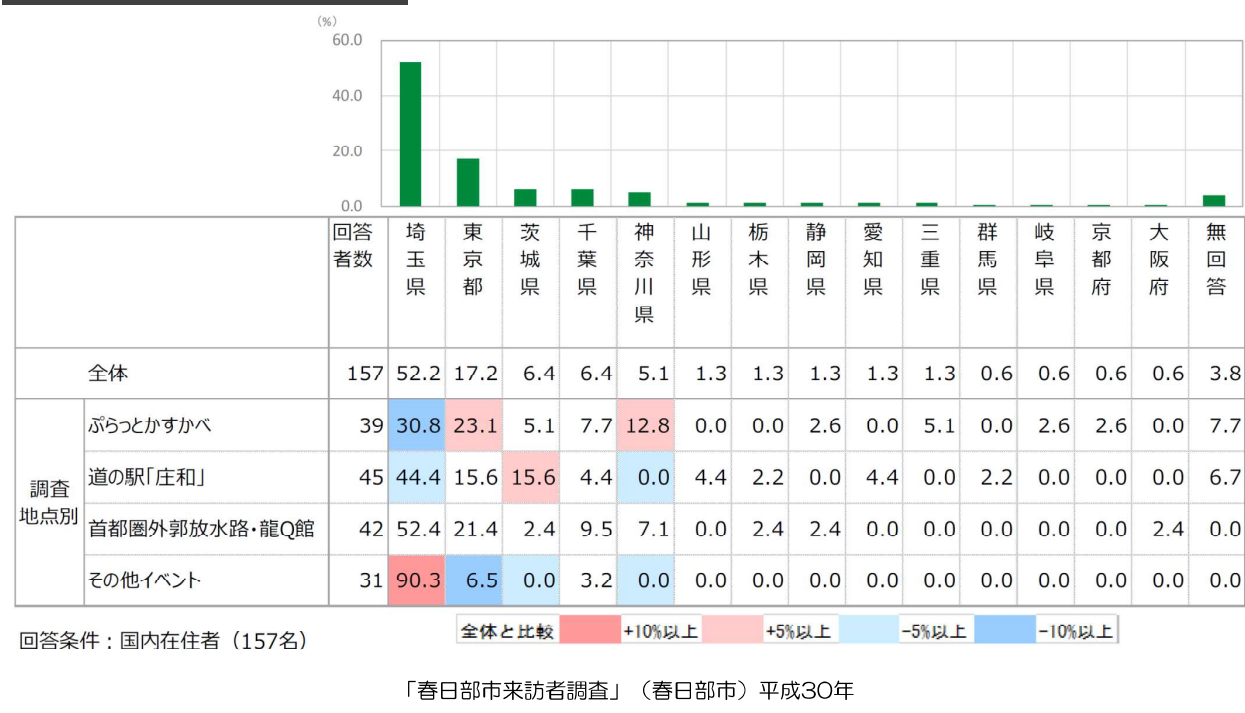 (%)
60.0
40.0
20.0
0.0
回答者数 埼玉県 東京都 茨城県 千葉県 神奈川県 山形県 栃木県 静岡県 愛知県 三重県 群馬県 岐阜県 京都府 大阪府 無回答
全体 157 52.2 17.2 6.4 6.4 5.1 1.3 1.3 1.3 1.3 1.3 0.6 0.6 0.6 0.6 3.8
調査地点別
ぷらっとかすかべ 39 30.8 23.1 5.1 7.7 12.8 0.0 0.0 2.6 0.0 5.1 0.0 2.6 2.6 0.0 7.7
道の駅「庄和」 45 44.4 15.6 15.6 4.4 0.0 4.4 2.2 0.0 4.4 0.0 2.2 0.0 0.0 0.0 6.7
首都圏外郭放水路・龍Q館 42 52.4 21.4 2.4 9.5 7.1 0.0 2.4 2.4 0.0 0.0 0.0 0.0 0.0 2.4 0.0
その他イベント 31 90.3 6.5 0.0 3.2 0.0 0.0 0.0 0.0 0.0 0.0 0.0 0.0 0.0 0.0 0.0
全体と比較 +10%以上 +5%以上 -5%以上 -10%以上
回答条件：国内在住者（157名）
「春日部市来訪者調査」（春日部市）平成30年